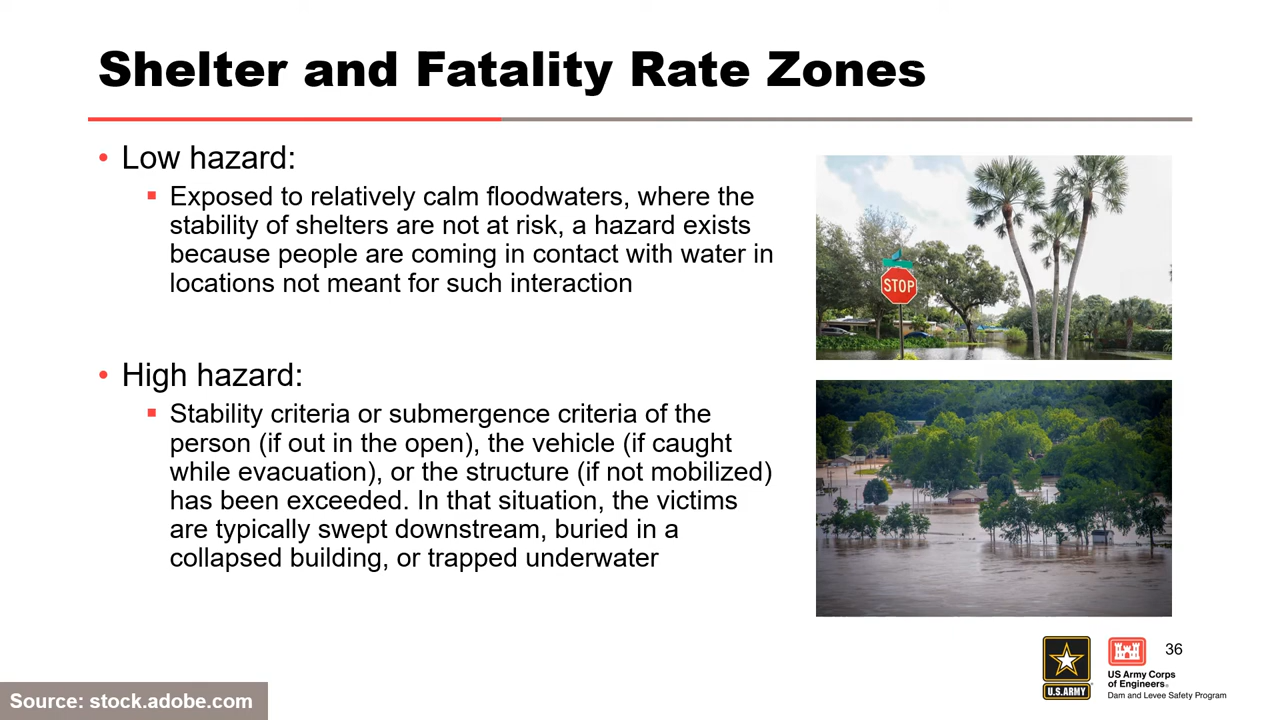 Shelter and Fatality Rate Zones
• Low hazard:
▪ Exposed to relatively calm floodwaters, where the
stability of shelters are not at risk, a hazard exists
because people are coming in contact with water in
locations not meant for such interaction
• High hazard:
▪ Stability criteria or submergence criteria of the
person (if out in the open), the vehicle (if caught
while evacuation), or the structure (if not mobilized)
has been exceeded. In that situation, the victims
are typically swept downstream, buried in a
collapsed building, or trapped underwater
STOP
U.S.ARMY
US Army Corps
of Engineers®
Dam and Levee Safety Program
36
Source: stock.adobe.com